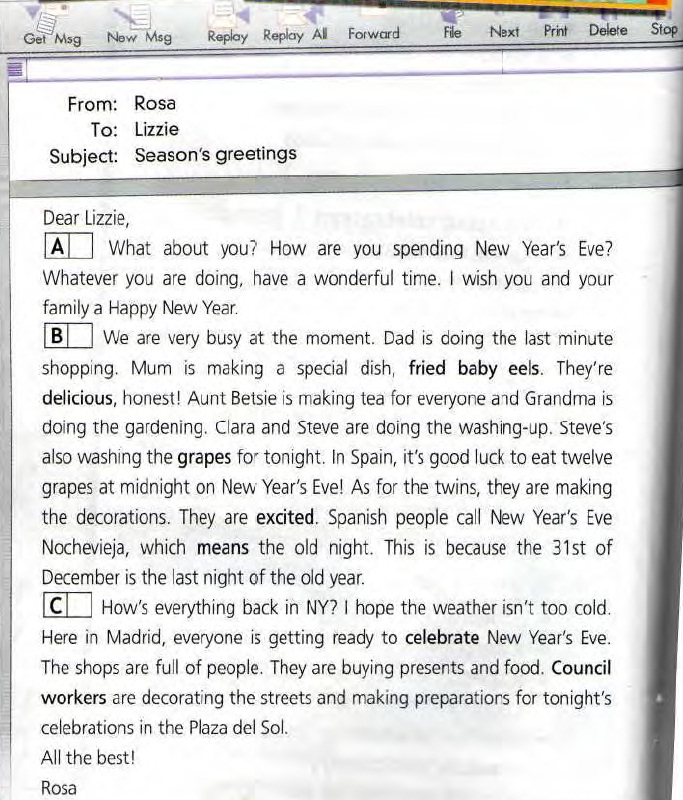 Get Msg New Msg Replay Replay All Forward File Next Print Delete Stop
From: Rosa
To: Lizzie
Subject: Season's greetings
Dear Lizzie,
A What about you? How are you spending New Year's Eve?
Whatever you are doing, have a wonderful time. I wish you and your
family a Happy New Year.
B We are very busy at the moment. Dad is doing the last minute
shopping. Mum is making a special dish, fried baby eels. They're
delicious, honest! Aunt Betsie is making tea for everyone and Grandma is
doing the gardening. Clara and Steve are doing the washing-up. Steve's
also washing the grapes for tonight. In Spain, it's good luck to eat twelve
grapes at midnight on New Year's Eve! As for the twins, they are making
the decorations. They are excited. Spanish people call New Year's Eve
Nochevieja, which means the old night. This is because the 31st of
December is the last night of the old year.
C How's everything back in NY? I hope the weather isn't too cold.
Here in Madrid, everyone is getting ready to celebrate New Year's Eve.
The shops are full of people. They are buying presents and food. Council
workers are decorating the streets and making preparations for tonight's
celebrations in the Plaza del Sol.
All the best!
Rosa